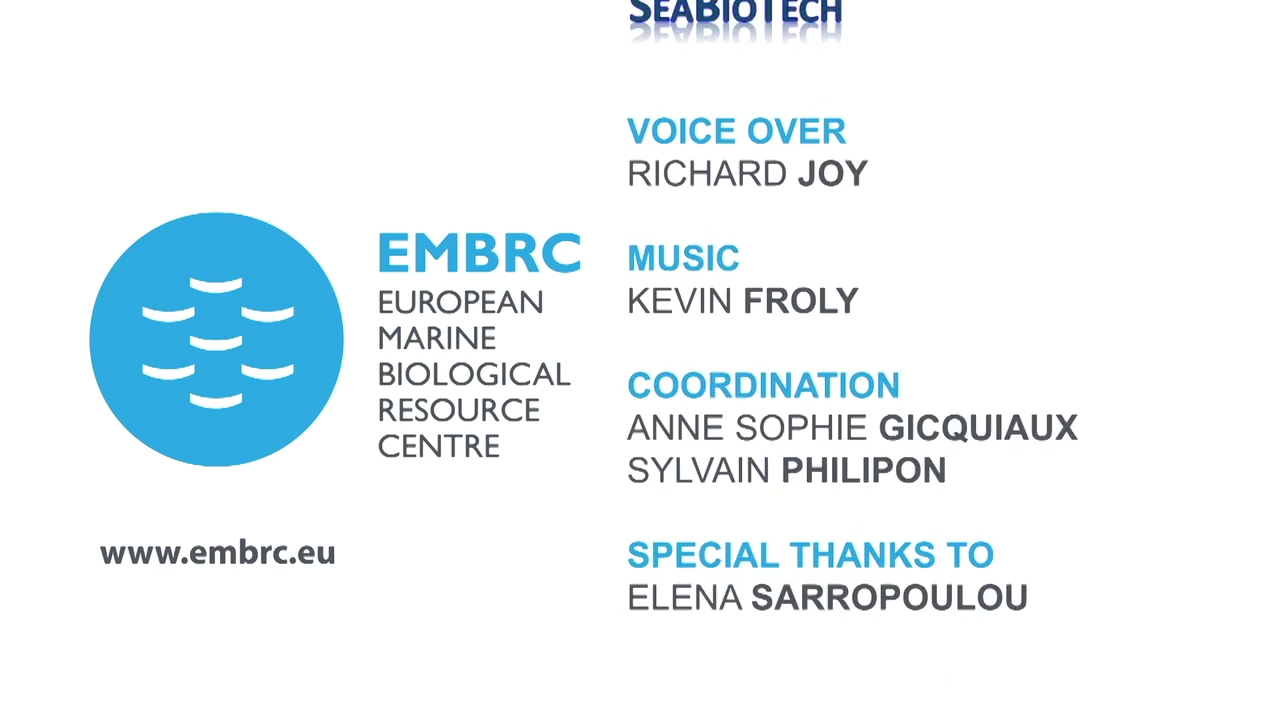 SEABIOTECH
EMBRC
EUROPEAN
MARINE
BIOLOGICAL
RESOURCE
CENTRE
www.embrc.eu
VOICE OVER
RICHARD JOY
MUSIC
KEVIN FROLY
COORDINATION
ANNE SOPHIE GICQUIAUX
SYLVAIN PHILIPON
SPECIAL THANKS TO
ELENA SARROPOULOU